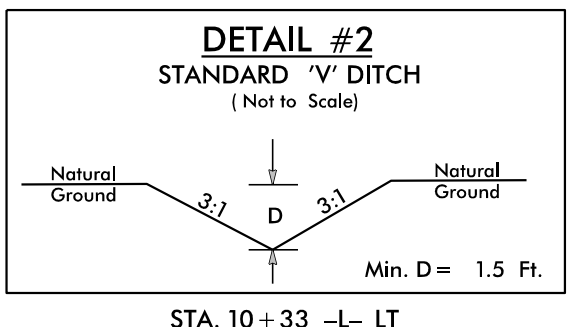 DETAIL #2
STANDARD 'V' DITCH
( Not to Scale)
Natural
Ground
3:1
D
3:1
Natural
Ground
Min. D = 1.5 Ft.
STA. 10+33 -L- LT